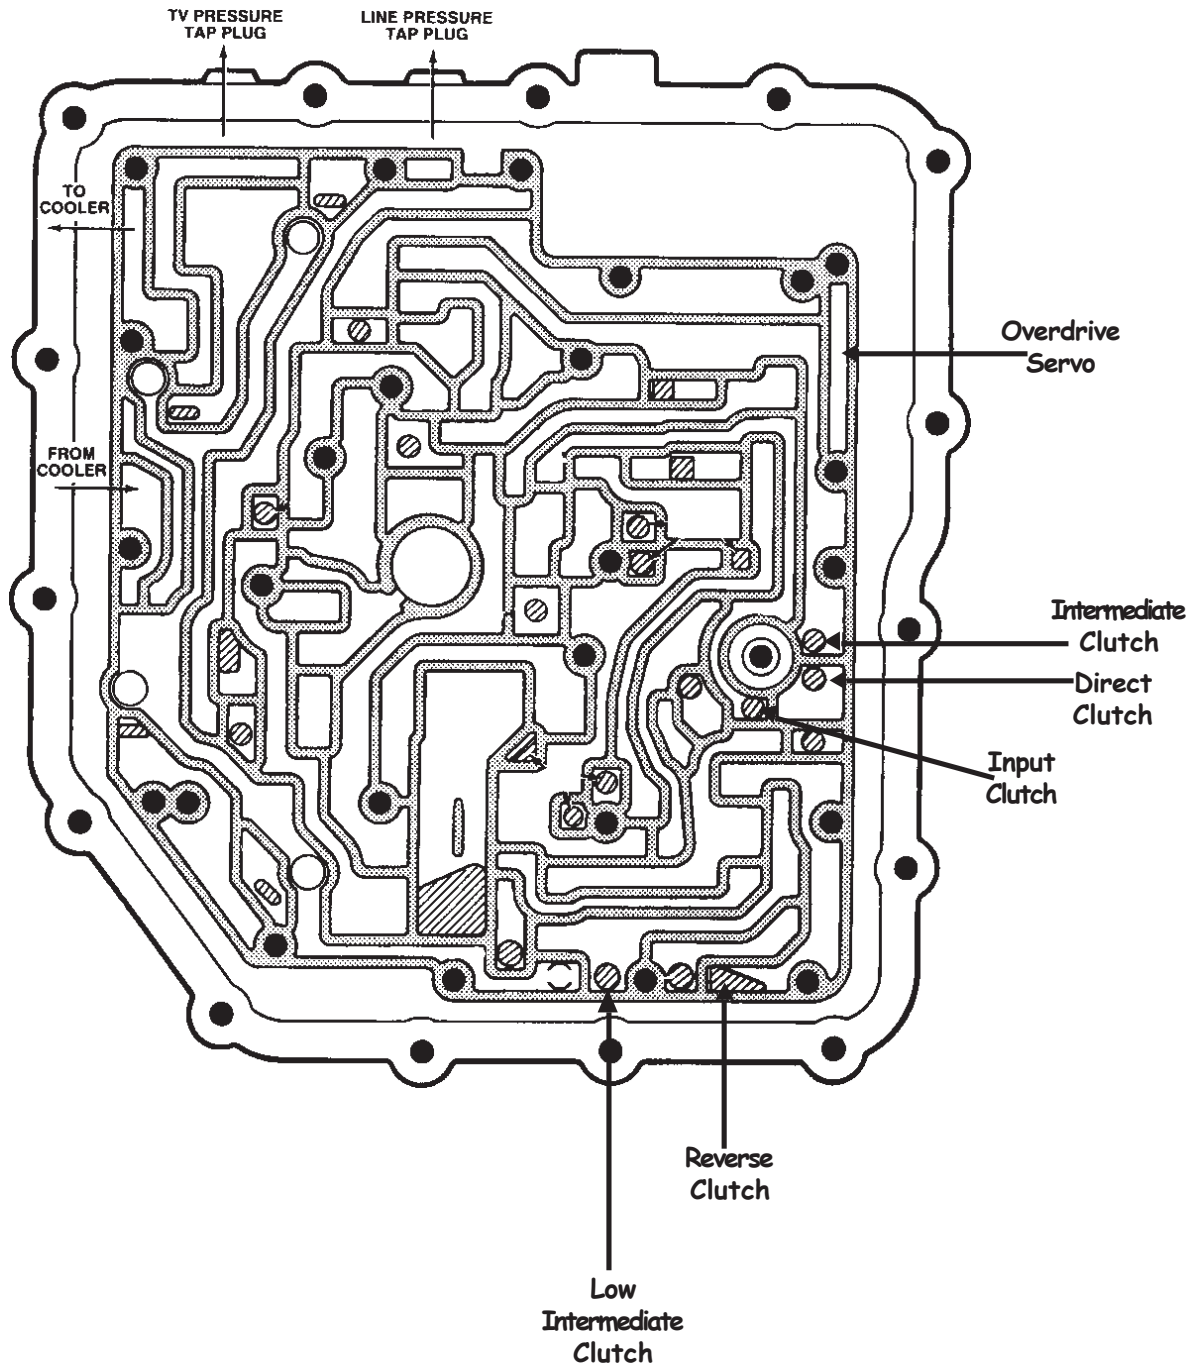 TV PRESSURE
TAP PLUG
LINE PRESSURE
TAP PLUG
TO
COOLER
Overdrive
Servo
FROM
COOLER
Intermediate
Clutch
Direct
Clutch
Input
Clutch
Reverse
Clutch
Low
Intermediate
Clutch